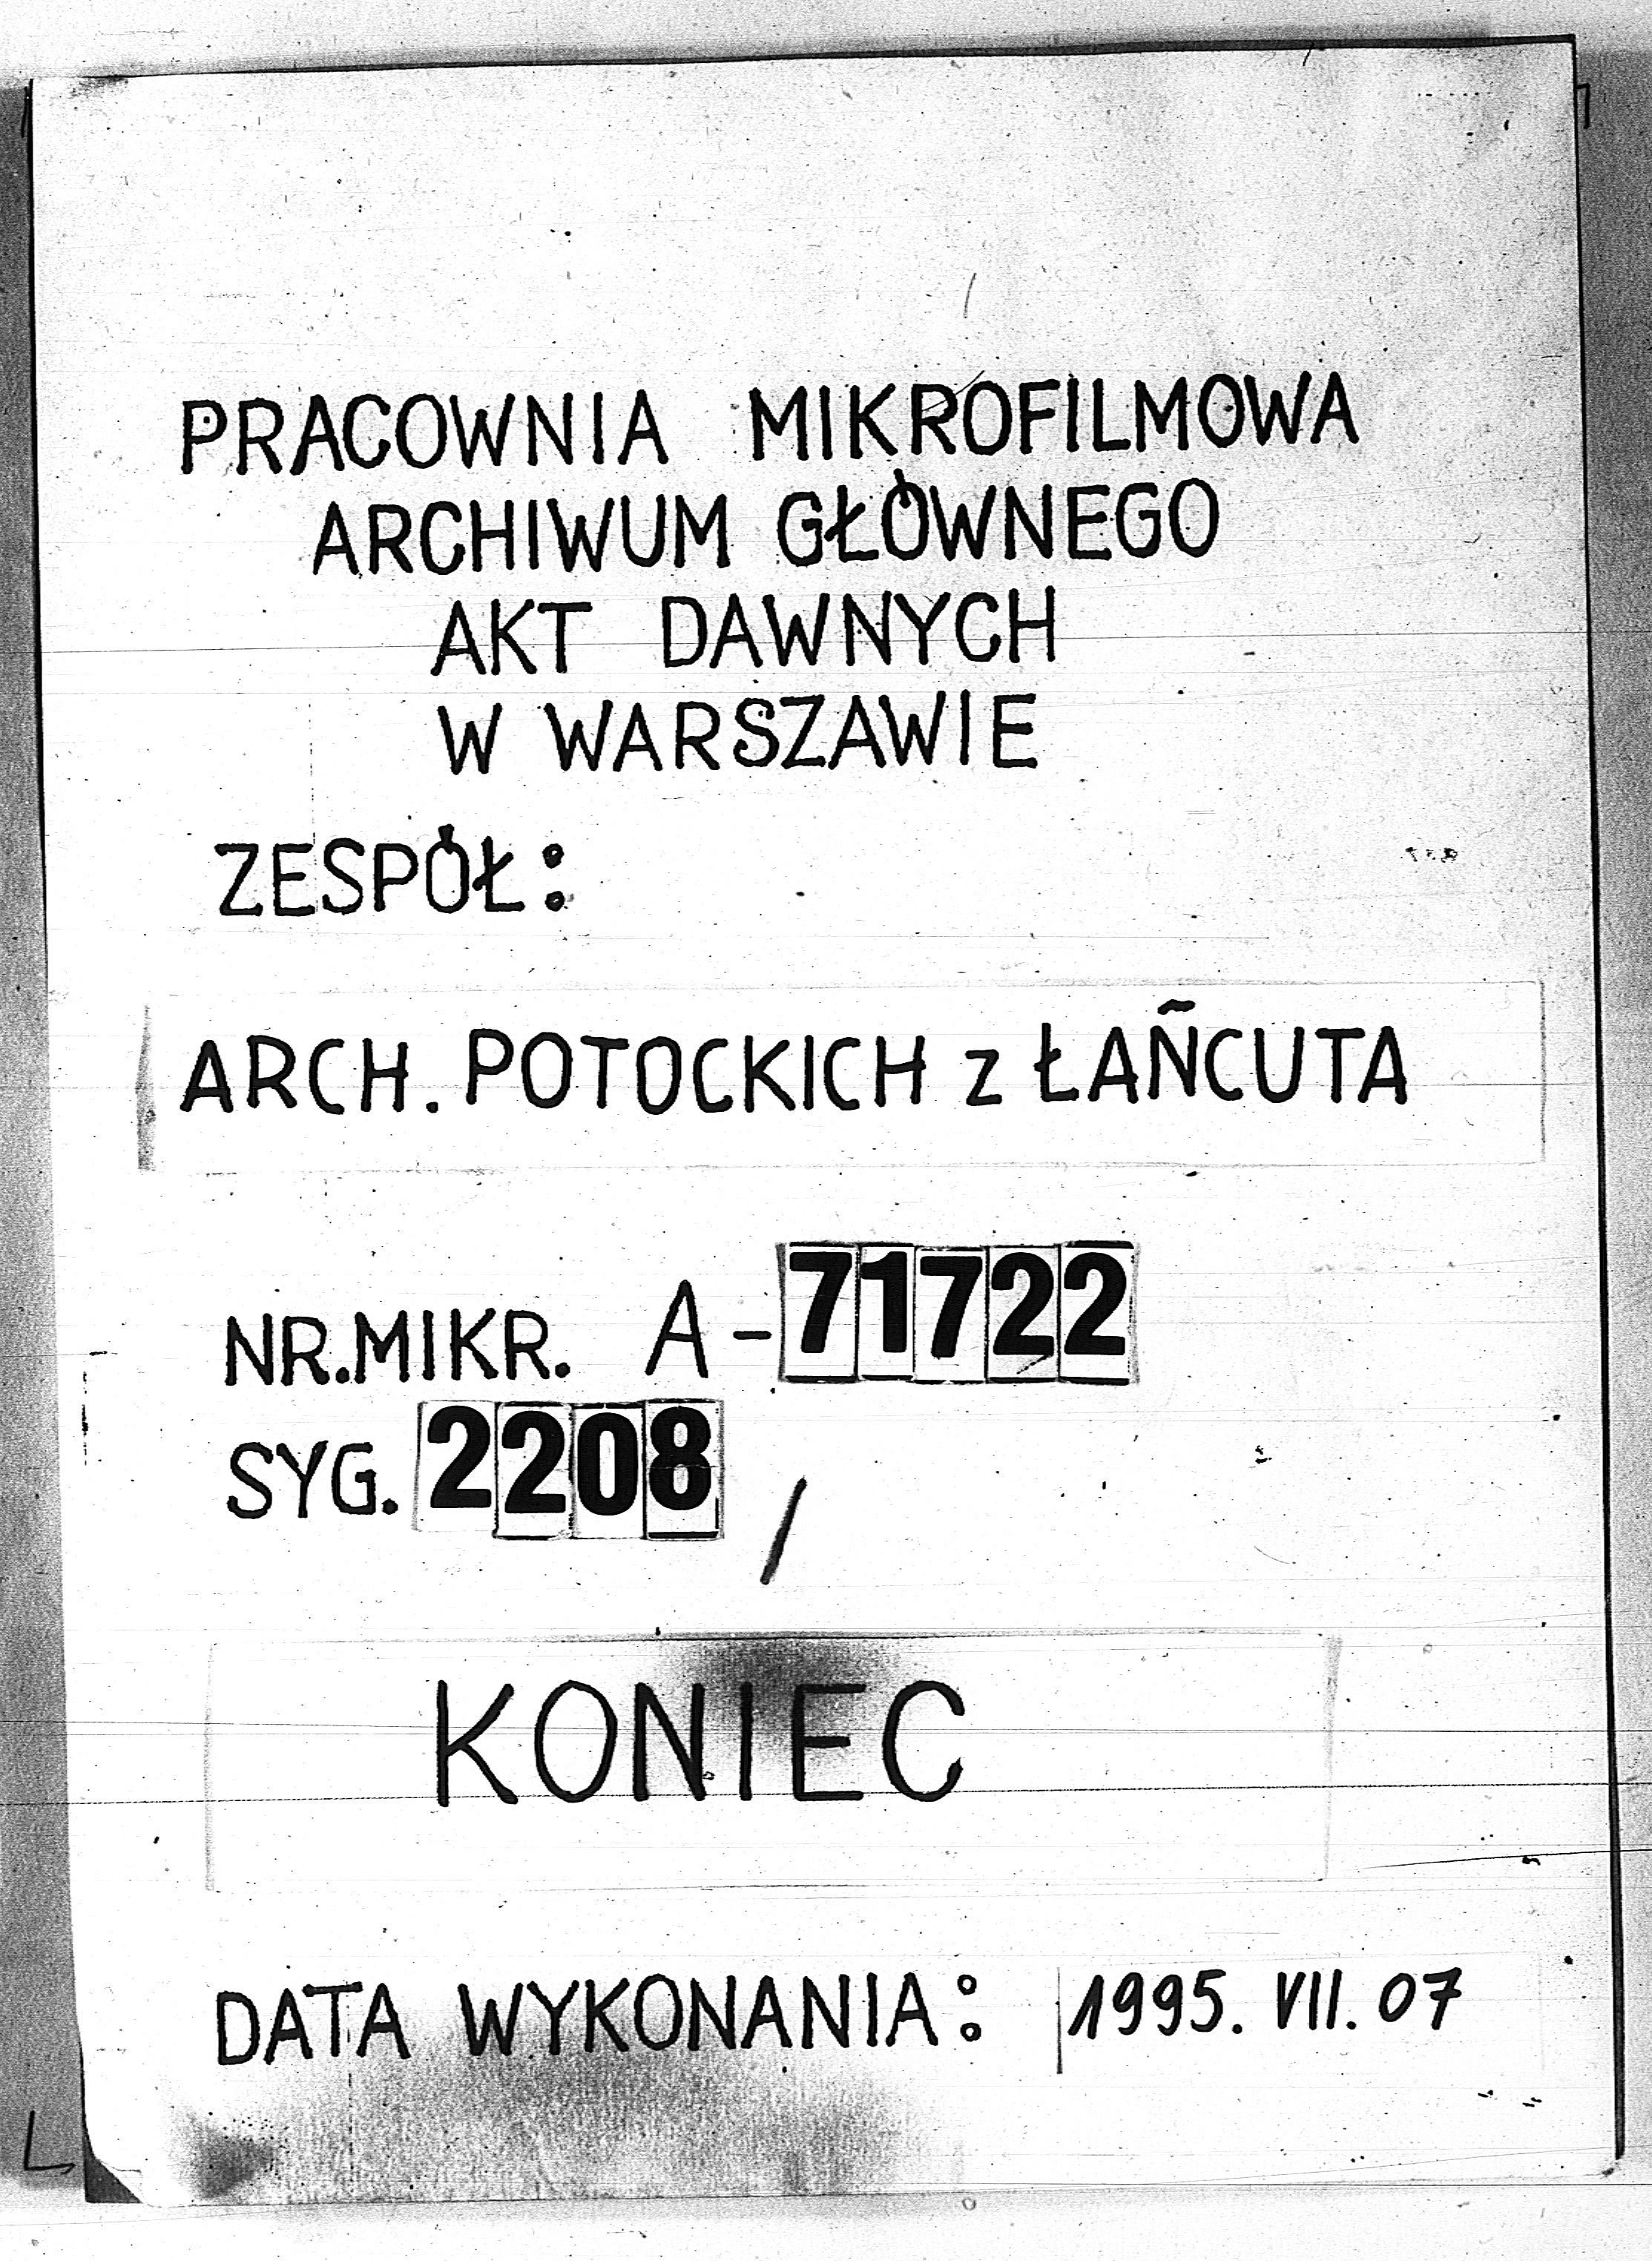 PRACOWNIA MIKROFILMOWA
ARCHIWUM GŁÓWNEGO
AKT DAWNYCH
W WARSZAWIE
ZESPÓŁ:
ARCH. POTOCKICH z ŁAŃCUTA
NR.MIKR. A-71722
SYG. 2208 /
KONIEC
DATA WYKONANIA: 1995. VII. 07